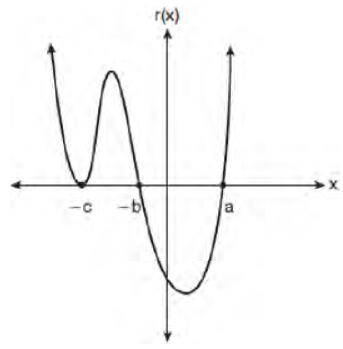 r(x)
x
−c −b a